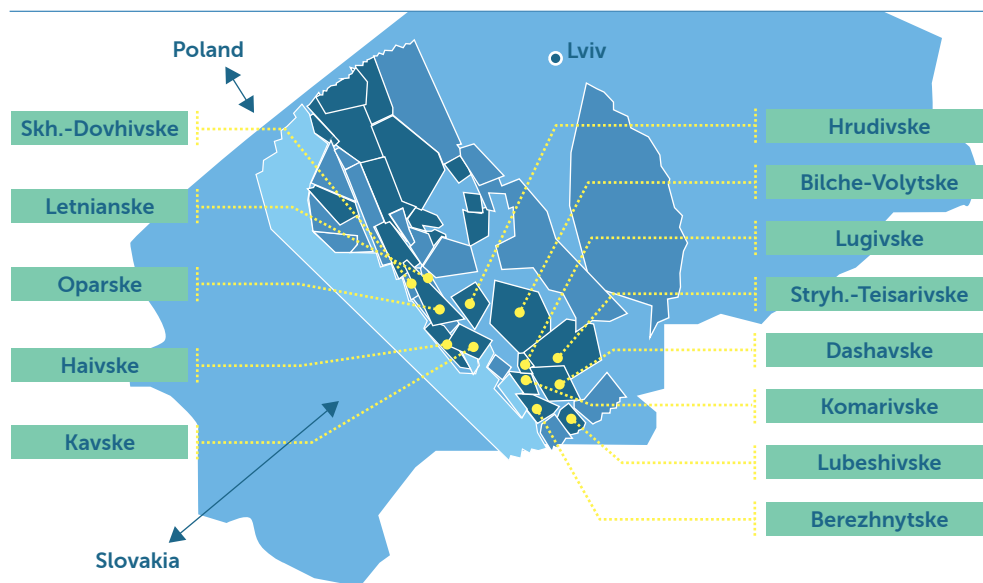 Poland
Lviv
Skh.-Dovhivske
Letnianske
Oparske
Haivske
Kavske
Slovakia
Hrudivske
Bilche-Volytske
Lugivske
Stryh.-Teisarivske
Dashavske
Komarivske
Lubeshivske
Berezhnytske